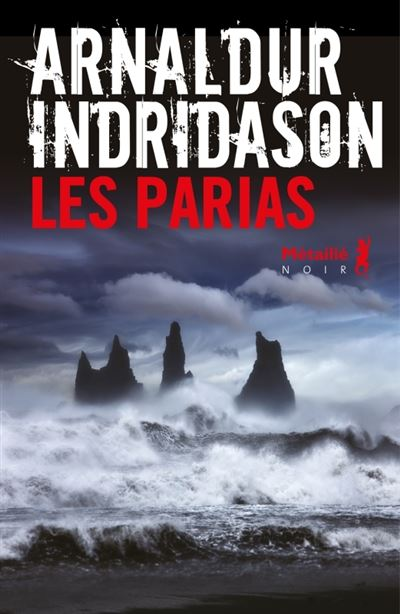 ARNALDUR
INDRIDASON
LES PARIAS
Métailié
NOIR